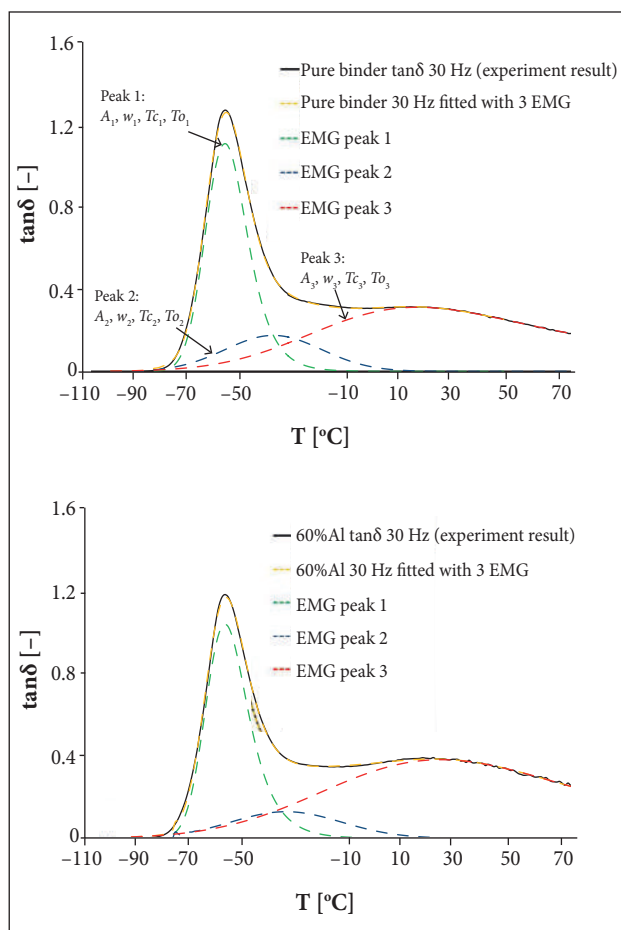 1.6
1.2
0.8
0.4
0
tanδ [–]
Pure binder tanδ 30 Hz (experiment result)
Pure binder 30 Hz fitted with 3 EMG
EMG peak 1
EMG peak 2
EMG peak 3
Peak 1:
A₁, w₁, Tc₁, To₁
Peak 3:
A₃, w₃, Tc₃, To₃
Peak 2:
A₂, w₂, Tc₂, To₂
–110 –90 –70 –50 –10 10 30 50 70
T [°C]
1.6
1.2
0.8
0.4
0
tanδ [–]
60%Al tanδ 30 Hz (experiment result)
60%Al 30 Hz fitted with 3 EMG
EMG peak 1
EMG peak 2
EMG peak 3
–110 –90 –70 –50 –10 10 30 50 70
T [°C]